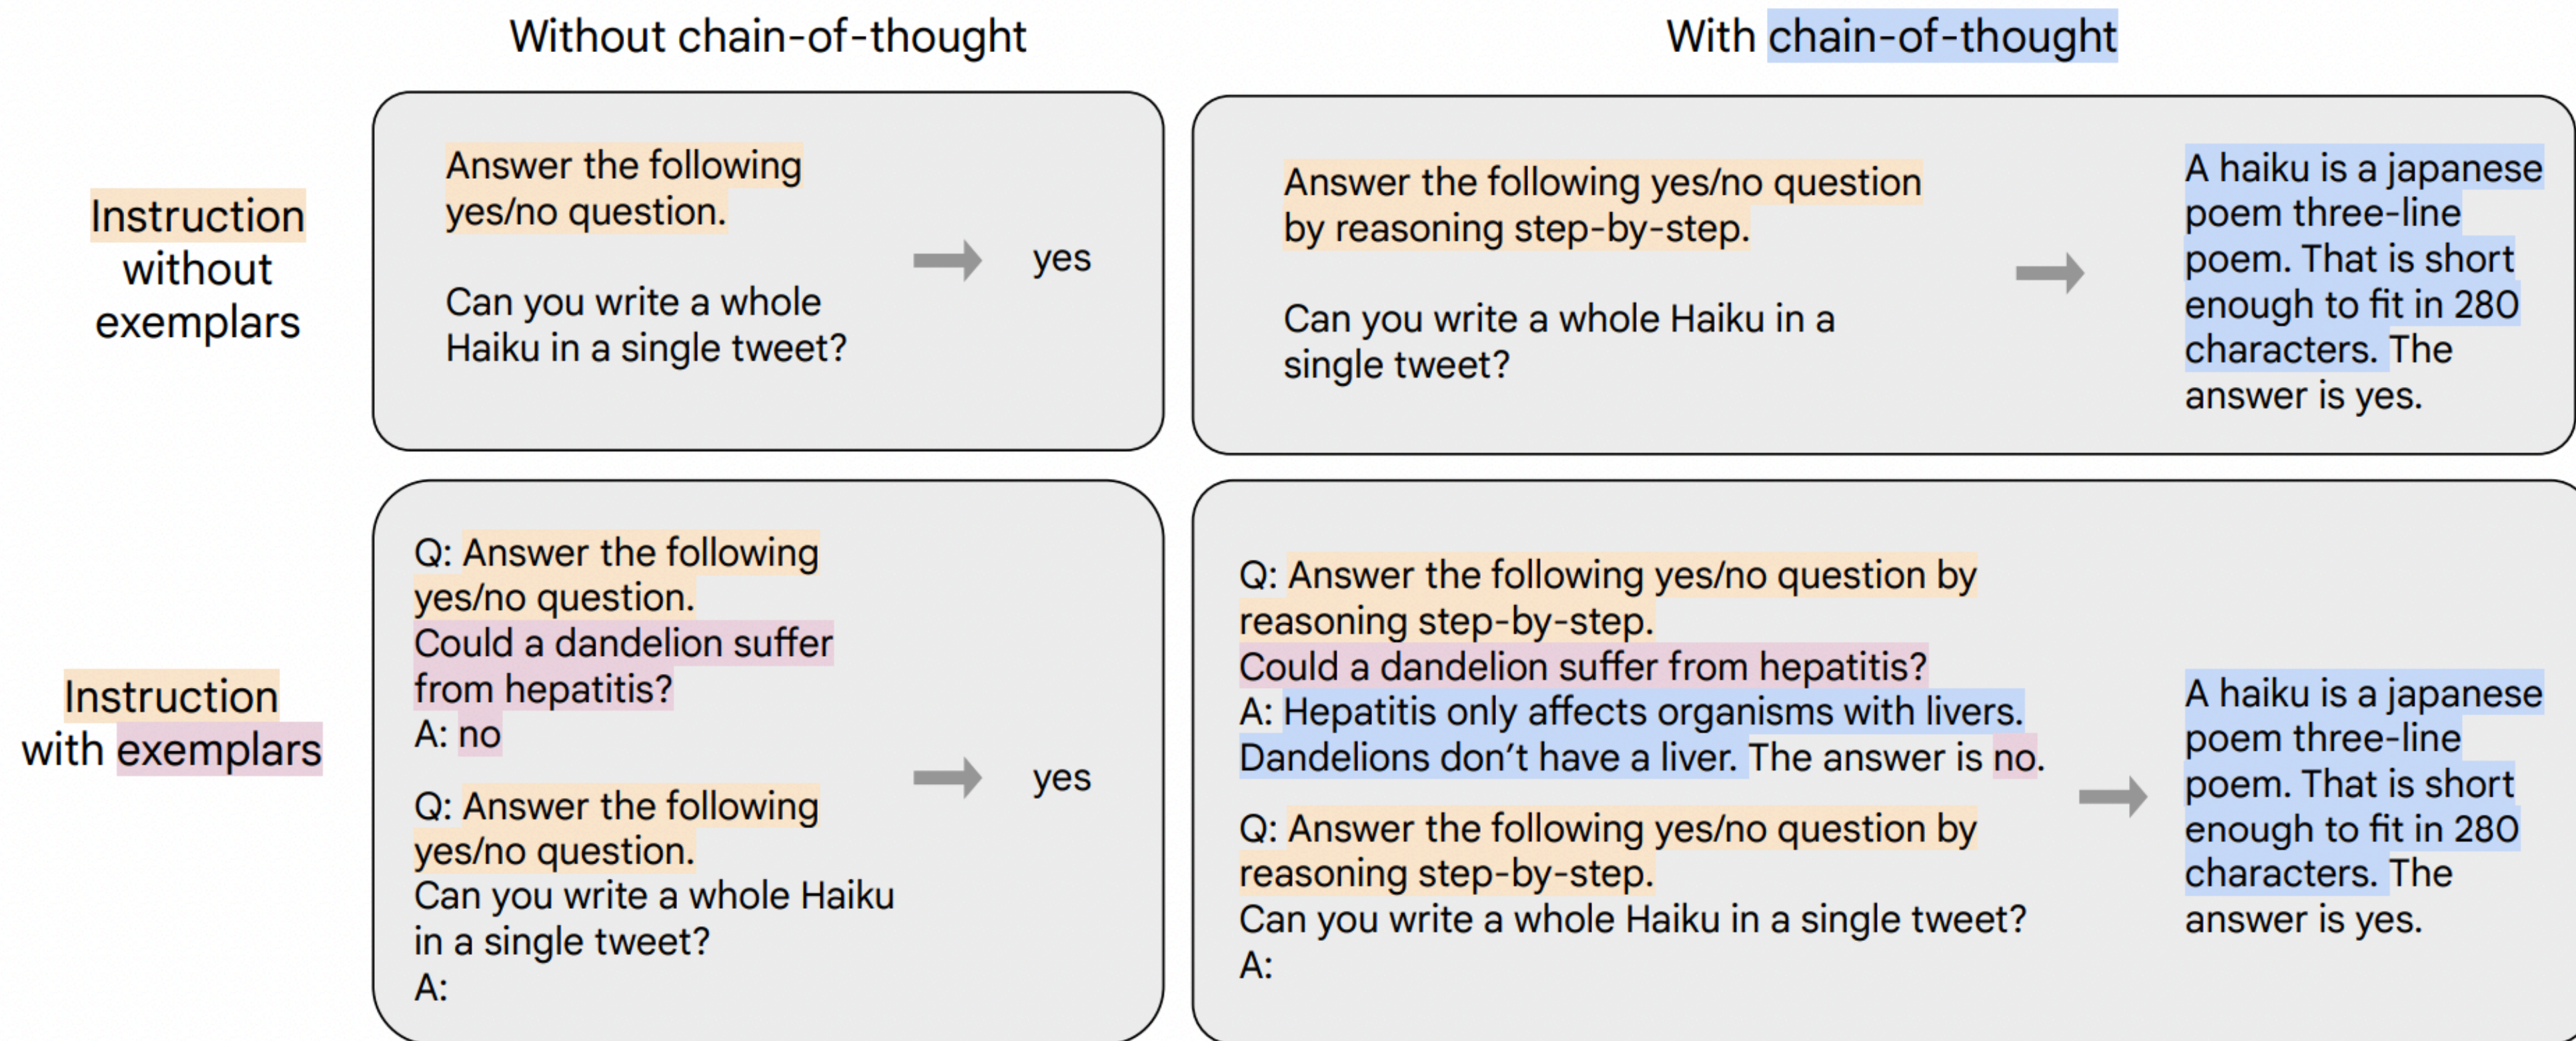 Without chain-of-thought
With chain-of-thought
Instruction
without
exemplars
Answer the following
yes/no question.
Can you write a whole
Haiku in a single tweet?
yes
Answer the following yes/no question
by reasoning step-by-step.
Can you write a whole Haiku in a
single tweet?
A haiku is a japanese
poem three-line
poem. That is short
enough to fit in 280
characters. The
answer is yes.
Instruction
with exemplars
Q: Answer the following
yes/no question.
Could a dandelion suffer
from hepatitis?
A: no
Q: Answer the following
yes/no question.
Can you write a whole Haiku
in a single tweet?
A:
yes
Q: Answer the following yes/no question by
reasoning step-by-step.
Could a dandelion suffer from hepatitis?
A: Hepatitis only affects organisms with livers.
Dandelions don’t have a liver. The answer is no.
Q: Answer the following yes/no question by
reasoning step-by-step.
Can you write a whole Haiku in a single tweet?
A:
A haiku is a japanese
poem three-line
poem. That is short
enough to fit in 280
characters. The
answer is yes.